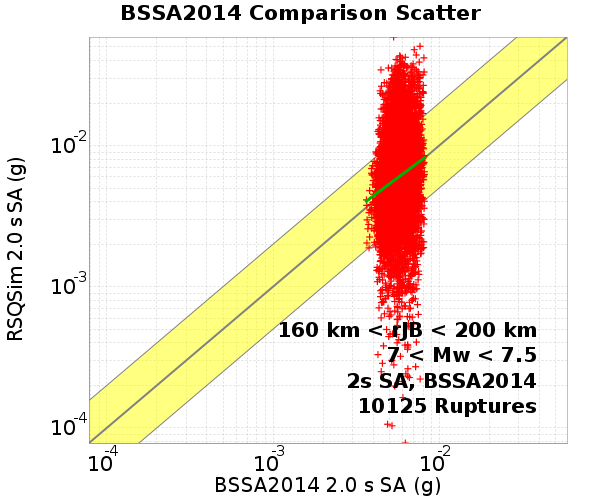 BSSA2014 Comparison Scatter
RSQSim 2.0 s SA (g)
10⁻²
10⁻³
10⁻⁴
160 km < rJB < 200 km
7 < Mw < 7.5
2s SA, BSSA2014
10125 Ruptures
10⁻⁴ 10⁻³ 10⁻²
BSSA2014 2.0 s SA (g)